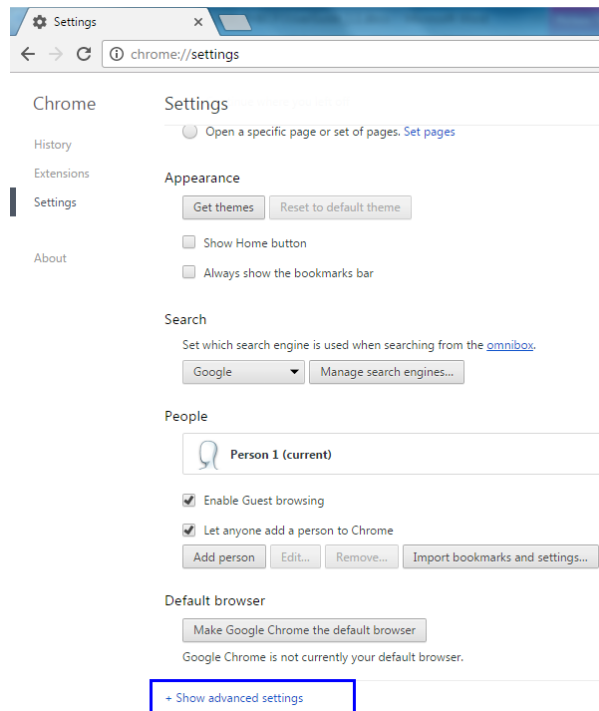 Settings
chrome://settings
Chrome
Settings
Open a specific page or set of pages. Set pages
History
Extensions
Settings
About
Appearance
Get themes
Reset to default theme
Show Home button
Always show the bookmarks bar
Search
Set which search engine is used when searching from the omnibox.
Google
Manage search engines...
People
Person 1 (current)
Enable Guest browsing
Let anyone add a person to Chrome
Add person
Edit...
Remove...
Import bookmarks and settings...
Default browser
Make Google Chrome the default browser
Google Chrome is not currently your default browser.
+ Show advanced settings